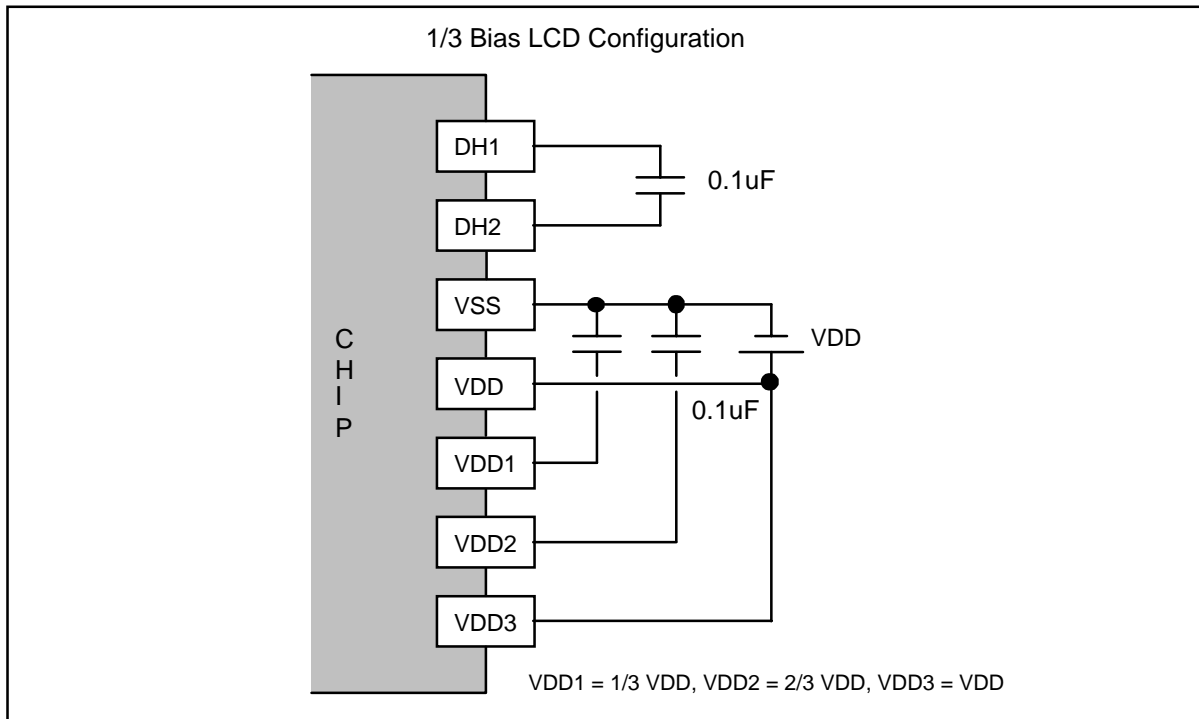 1/3 Bias LCD Configuration
DH1
0.1uF
DH2
VSS
C
H
I
P
VDD
VDD
0.1uF
VDD1
VDD2
VDD3
VDD1 = 1/3 VDD, VDD2 = 2/3 VDD, VDD3 = VDD